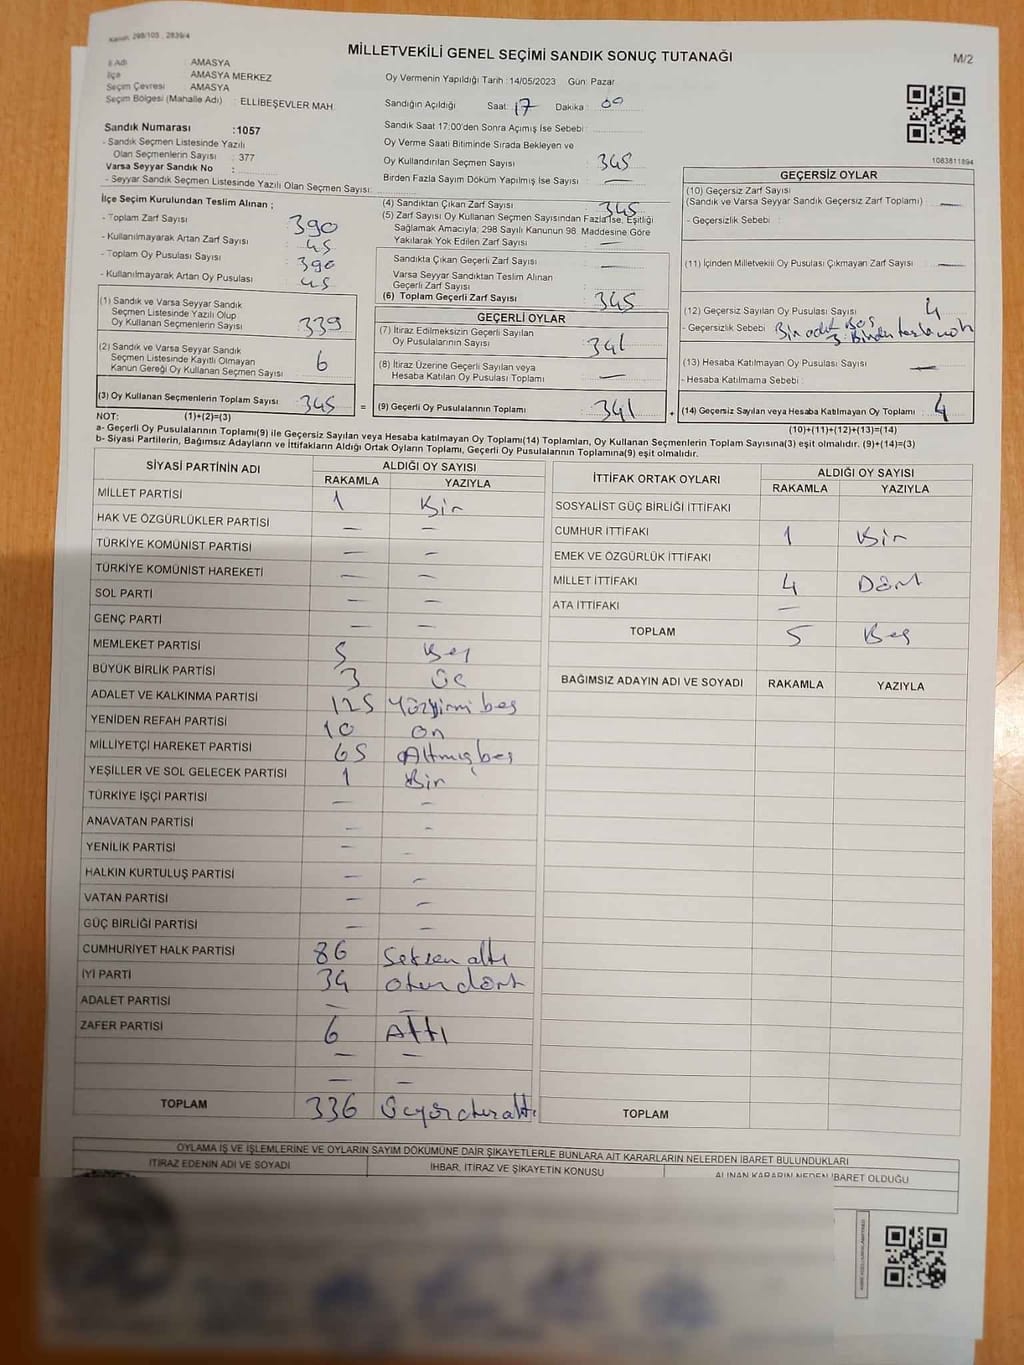 Kanun: 298/105 , 2839/4
MİLLETVEKİLİ GENEL SEÇİMİ SANDIK SONUÇ TUTANAĞI
M/2
İl Adı : AMASYA
İlçe AMASYA MERKEZ
Seçim Çevresi AMASYA
Seçim Bölgesi (Mahalle Adı) : ELLİBEŞEVLER MAH.
Sandık Numarası :1057
- Sandık Seçmen Listesinde Yazılı
Olan Seçmenlerin Sayısı : 377
Varsa Seyyar Sandık No :
- Seyyar Sandık Seçmen Listesinde Yazılı Olan Seçmen Sayısı:
Oy Vermenin Yapıldığı Tarih : 14/05/2023 Gün: Pazar
Sandığın Açıldığı Saat: 17 Dakika: 00
Sandık Saat 17:00'den Sonra Açılmış İse Sebebi:
Oy Verme Saati Bitiminde Sırada Bekleyen ve
Oy Kullandırılan Seçmen Sayısı 345
Birden Fazla Sayım Döküm Yapılmış İse Sayısı : —
1083811894
İlçe Seçim Kurulundan Teslim Alınan ;
- Toplam Zarf Sayısı 390
- Kullanılmayarak Artan Zarf Sayısı : 45
- Toplam Oy Pusulası Sayısı : 390
- Kullanılmayarak Artan Oy Pusulası : 45
(1) Sandık ve Varsa Seyyar Sandık
Seçmen Listesinde Yazılı Olup
Oy Kullanan Seçmenlerin Sayısı : 339
(2) Sandık ve Varsa Seyyar Sandık
Seçmen Listesinde Kayıtlı Olmayan
Kanun Gereği Oy Kullanan Seçmen Sayısı : 6
(3) Oy Kullanan Seçmenlerin Toplam Sayısı : 345
(4) Sandıktan Çıkan Zarf Sayısı : 345
(5) Zarf Sayısı Oy Kullanan Seçmen Sayısından Fazla İse, Eşitliği
Sağlamak Amacıyla; 298 Sayılı Kanunun 98. Maddesine Göre
Yakılarak Yok Edilen Zarf Sayısı : —
Sandıkta Çıkan Geçerli Zarf Sayısı : —
Varsa Seyyar Sandıktan Teslim Alınan
Geçerli Zarf Sayısı : —
(6) Toplam Geçerli Zarf Sayısı : 345
GEÇERLİ OYLAR
(7) İtiraz Edilmeksizin Geçerli Sayılan
Oy Pusulalarının Sayısı : 341
(8) İtiraz Üzerine Geçerli Sayılan veya
Hesaba Katılan Oy Pusulası Toplamı : —
= (9) Geçerli Oy Pusulalarının Toplamı : 341
GEÇERSİZ OYLAR
(10) Geçersiz Zarf Sayısı
(Sandık ve Varsa Seyyar Sandık Geçersiz Zarf Toplamı) : —
- Geçersizlik Sebebi :
(11) İçinden Milletvekili Oy Pusulası Çıkmayan Zarf Sayısı : —
(12) Geçersiz Sayılan Oy Pusulası Sayısı : 4
- Geçersizlik Sebebi : Bir adet Boş
3 Birden fazla
(13) Hesaba Katılmayan Oy Pusulası Sayısı : —
- Hesaba Katılmama Sebebi :
+ (14) Geçersiz Sayılan veya Hesaba Katılmayan Oy Toplamı : 4
NOT: (1)+(2)=(3) (10)+(11)+(12)+(13)=(14)
a- Geçerli Oy Pusulalarının Toplamı(9) ile Geçersiz Sayılan veya Hesaba katılmayan Oy Toplamı(14) Toplamları, Oy Kullanan Seçmenlerin Toplam Sayısına(3) eşit olmalıdır. (9)+(14)=(3)
b- Siyasi Partilerin, Bağımsız Adayların ve İttifakların Aldığı Ortak Oyların Toplamı, Geçerli Oy Pusulalarının Toplamına(9) eşit olmalıdır.
SİYASİ PARTİNİN ADI ALDIĞI OY SAYISI
RAKAMLA YAZIYLA
MİLLET PARTİSİ 1 Bir
HAK VE ÖZGÜRLÜKLER PARTİSİ — —
TÜRKİYE KOMÜNİST PARTİSİ — —
TÜRKİYE KOMÜNİST HAREKETİ — —
SOL PARTİ — —
GENÇ PARTİ — —
MEMLEKET PARTİSİ 5 Beş
BÜYÜK BİRLİK PARTİSİ 3 Üç
ADALET VE KALKINMA PARTİSİ 125 Yüzyirmi beş
YENİDEN REFAH PARTİSİ 10 On
MİLLİYETÇİ HAREKET PARTİSİ 65 Altmışbeş
YEŞİLLER VE SOL GELECEK PARTİSİ 1 Bir
TÜRKİYE İŞÇİ PARTİSİ — —
ANAVATAN PARTİSİ — —
YENİLİK PARTİSİ — —
HALKIN KURTULUŞ PARTİSİ — —
VATAN PARTİSİ — —
GÜÇ BİRLİĞİ PARTİSİ — —
CUMHURİYET HALK PARTİSİ 86 Seksen altı
İYİ PARTİ 34 Otuz dört
ADALET PARTİSİ — —
ZAFER PARTİSİ 6 Altı
— —
— —
TOPLAM 336 Üçyüzotuzaltı
İTTİFAK ORTAK OYLARI ALDIĞI OY SAYISI
RAKAMLA YAZIYLA
SOSYALİST GÜÇ BİRLİĞİ İTTİFAKI
CUMHUR İTTİFAKI 1 Bir
EMEK VE ÖZGÜRLÜK İTTİFAKI
MİLLET İTTİFAKI 4 Dört
ATA İTTİFAKI —
TOPLAM 5 Beş
BAĞIMSIZ ADAYIN ADI VE SOYADI RAKAMLA YAZIYLA
TOPLAM
OYLAMA İŞ VE İŞLEMLERİNE VE OYLARIN SAYIM DÖKÜMÜNE DAİR ŞİKAYETLERLE BUNLARA AİT KARARLARIN NELERDEN İBARET BULUNDUKLARI
İTİRAZ EDENİN ADI VE SOYADI İHBAR, İTİRAZ VE ŞİKAYETİN KONUSU ALINAN KARARIN NEDEN İBARET OLDUĞU